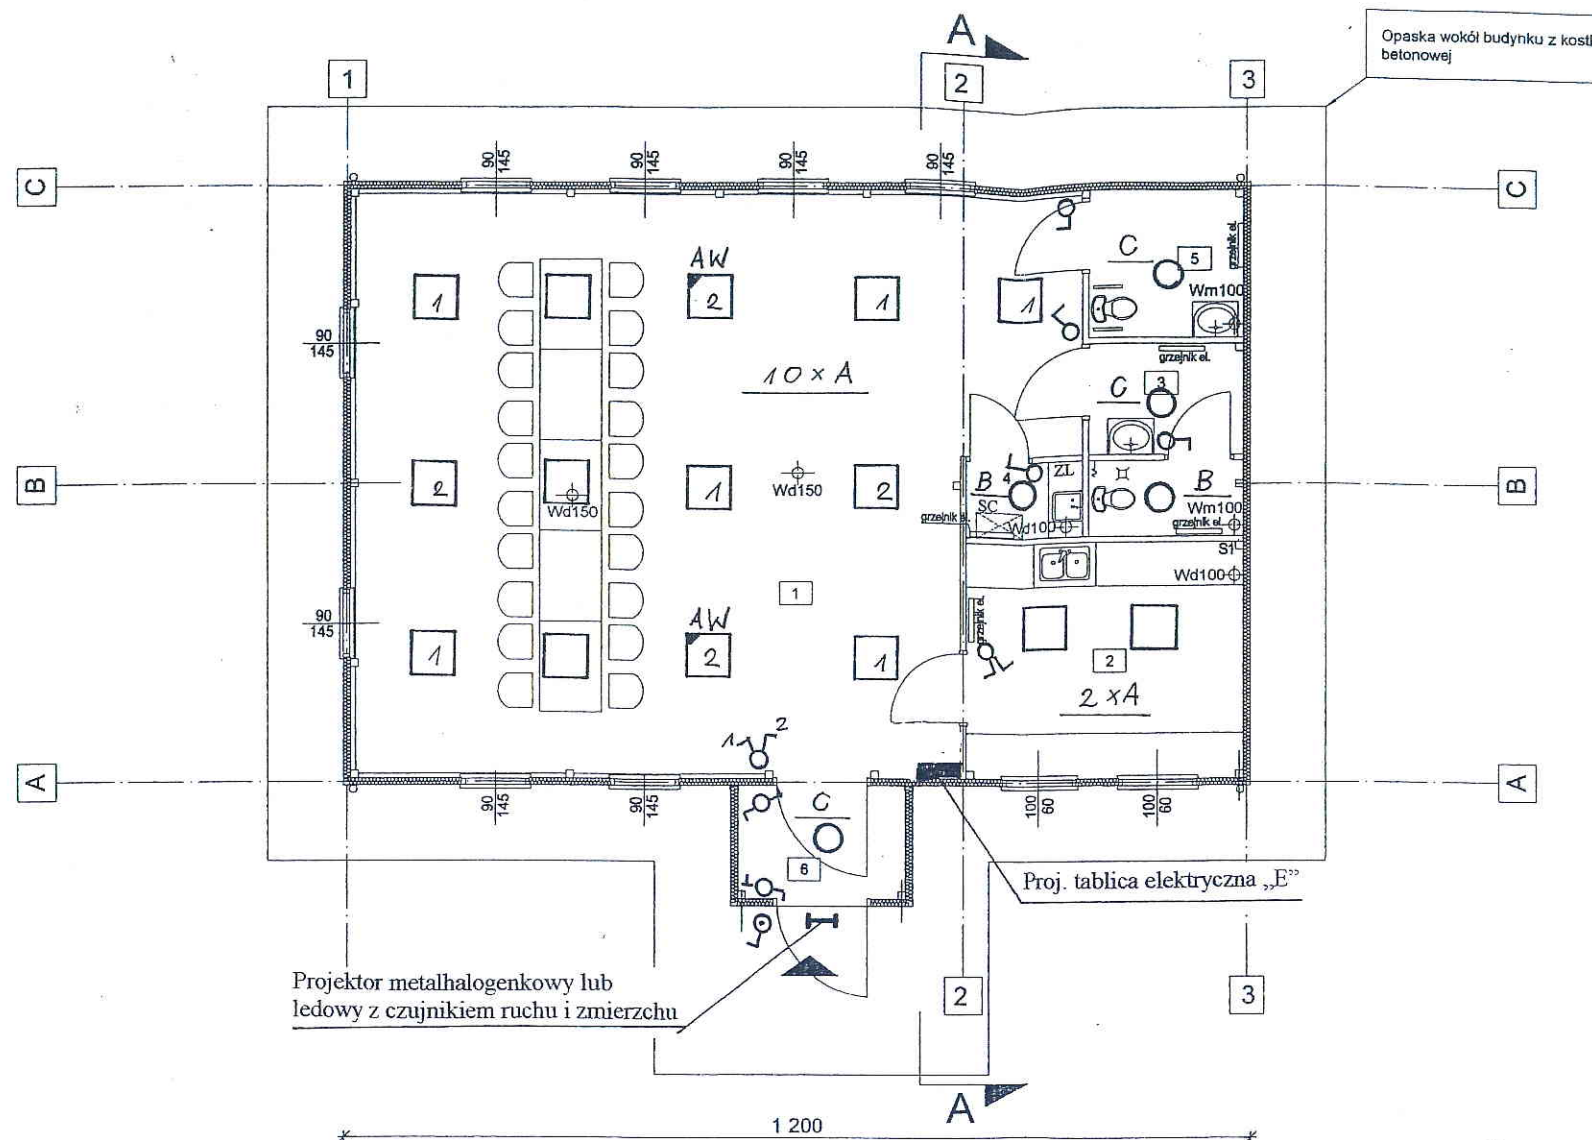 A
Opaska wokół budynku z kostk
betonowej
1
2
3
90
145
90
145
90
145
90
145
C
C
C
5
grzejnik el.
AW
1
2
1
1
Wm100
90
145
grzejnik el.
10 x A
C
3
B
B
2
1
2
Wd150
Wd150
B
4
ZL
SC
B
Wm100
grzejnik el.
Wd100
grzejnik el.
S1
Wd100
1
90
145
grzejnik el.
AW
1
2
1
2
2 x A
1
2
A
A
90
145
90
145
100
60
100
60
C
6
Proj. tablica elektryczna „E”
Projektor metalhalogenkowy lub
ledowy z czujnikiem ruchu i zmierzchu
2
3
A
1 200